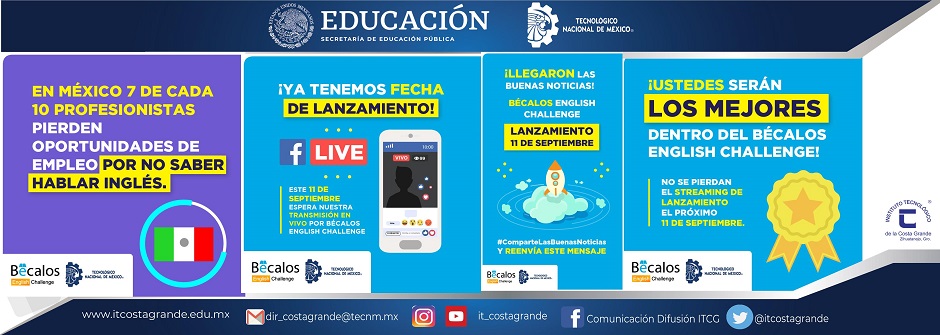 ESTADOS UNIDOS MEXICANOS
EDUCACIÓN
SECRETARÍA DE EDUCACIÓN PÚBLICA
TECNOLÓGICO
NACIONAL DE MÉXICO®
EN MÉXICO 7 DE CADA
10 PROFESIONISTAS
PIERDEN
OPORTUNIDADES DE
EMPLEO POR NO SABER
HABLAR INGLÉS.
Bécalos
English Challenge
TECNOLÓGICO
NACIONAL DE MÉXICO
¡YA TENEMOS FECHA
DE LANZAMIENTO!
f LIVE
ESTE 11 DE
SEPTIEMBRE
ESPERA NUESTRA
TRANSMISIÓN EN
VIVO POR BÉCALOS
ENGLISH CHALLENGE
VIVO
Bécalos
English Challenge
TECNOLÓGICO
NACIONAL DE MÉXICO
¡LLEGARON LAS
BUENAS NOTICIAS!
BÉCALOS ENGLISH
CHALLENGE
LANZAMIENTO
11 DE SEPTIEMBRE
#ComparteLasBuenasNoticias
Y REENVÍA ESTE MENSAJE
Bécalos
English Challenge
TECNOLÓGICO
NACIONAL DE MÉXICO
¡USTEDES SERÁN
LOS MEJORES
DENTRO DEL BÉCALOS
ENGLISH CHALLENGE!
NO SE PIERDAN
EL STREAMING DE
LANZAMIENTO
EL PRÓXIMO
11 DE SEPTIEMBRE.
Bécalos
English Challenge
TECNOLÓGICO
NACIONAL DE MÉXICO
INSTITUTO TECNOLÓGICO
de la Costa Grande
Zihuatanejo, Gro.
www.itcostagrande.edu.mx
dir_costagrande@tecnm.mx
it_costagrande
Comunicación Difusión ITCG
@itcostagrande